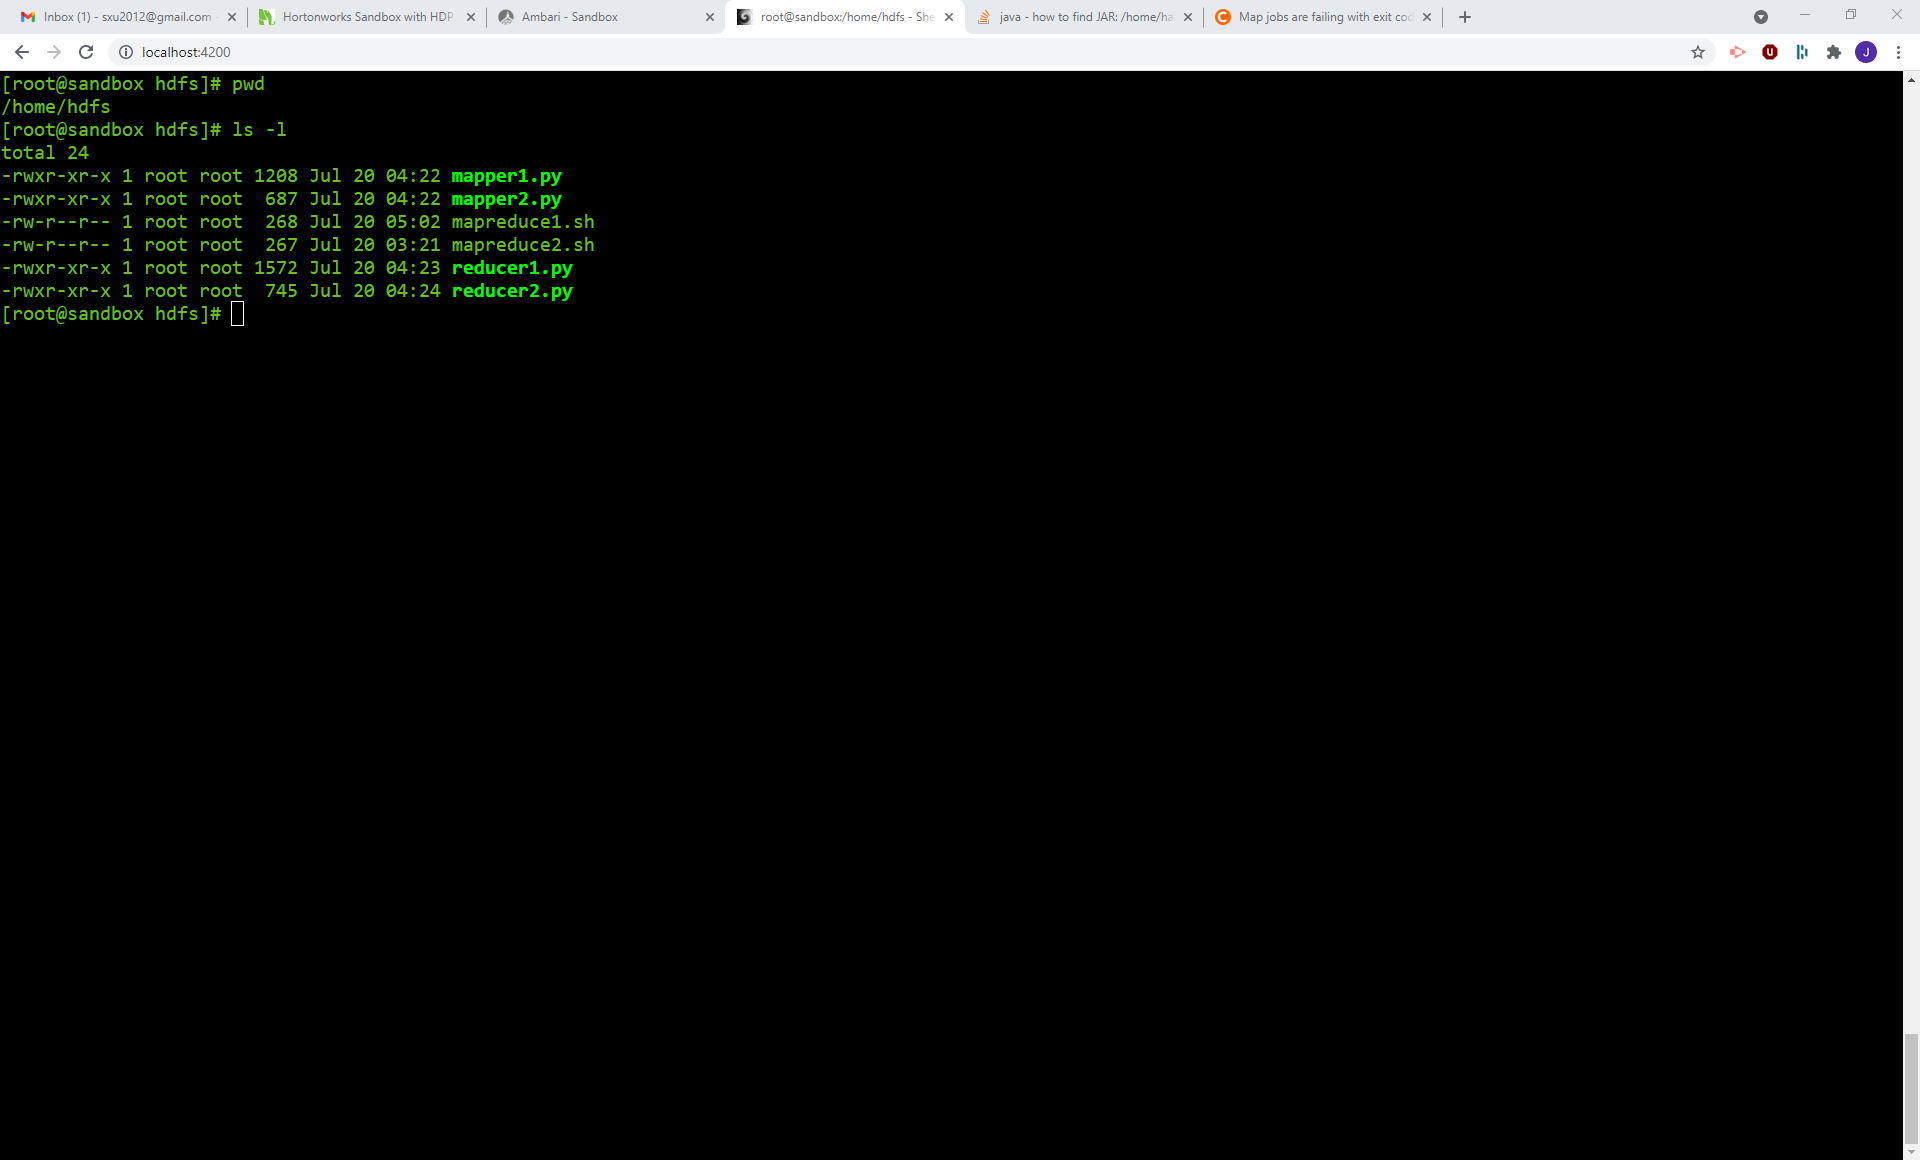 Inbox (1) - sxu2012@gmail.com
Hortonworks Sandbox with HDP
Ambari - Sandbox
root@sandbox:/home/hdfs - She
java - how to find JAR: /home/ha
Map jobs are failing with exit cod
localhost:4200
J
[root@sandbox hdfs]# pwd
/home/hdfs
[root@sandbox hdfs]# ls -l
total 24
-rwxr-xr-x 1 root root 1208 Jul 20 04:22 mapper1.py
-rwxr-xr-x 1 root root  687 Jul 20 04:22 mapper2.py
-rw-r--r-- 1 root root  268 Jul 20 05:02 mapreduce1.sh
-rw-r--r-- 1 root root  267 Jul 20 03:21 mapreduce2.sh
-rwxr-xr-x 1 root root 1572 Jul 20 04:23 reducer1.py
-rwxr-xr-x 1 root root  745 Jul 20 04:24 reducer2.py
[root@sandbox hdfs]#